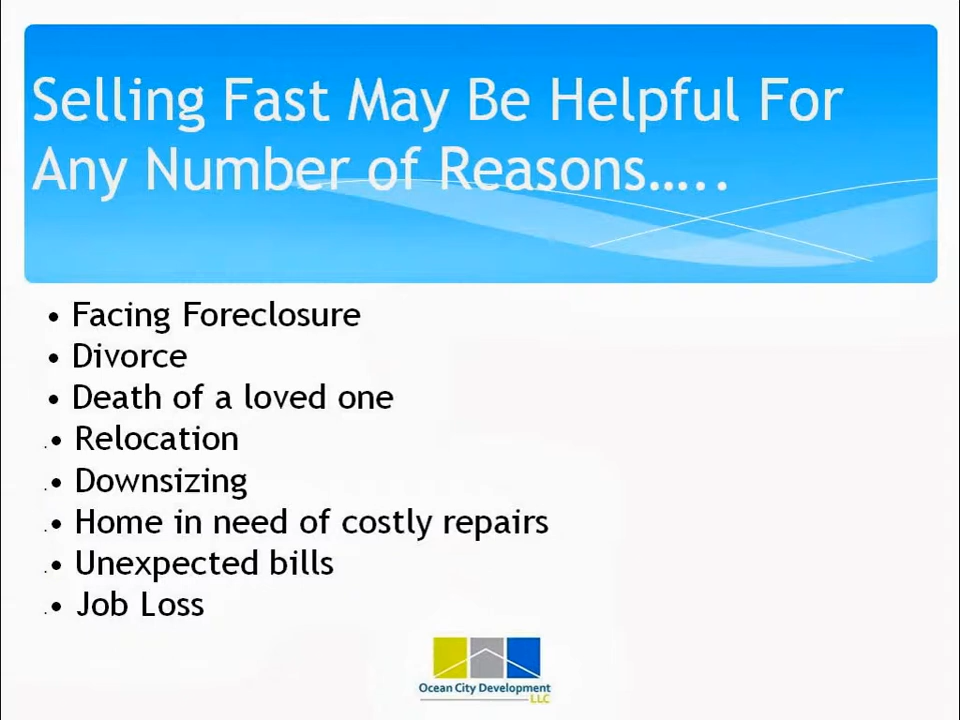 Selling Fast May Be Helpful For
Any Number of Reasons.....
• Facing Foreclosure
• Divorce
• Death of a loved one
• Relocation
• Downsizing
• Home in need of costly repairs
• Unexpected bills
• Job Loss
Ocean City Development
LLC